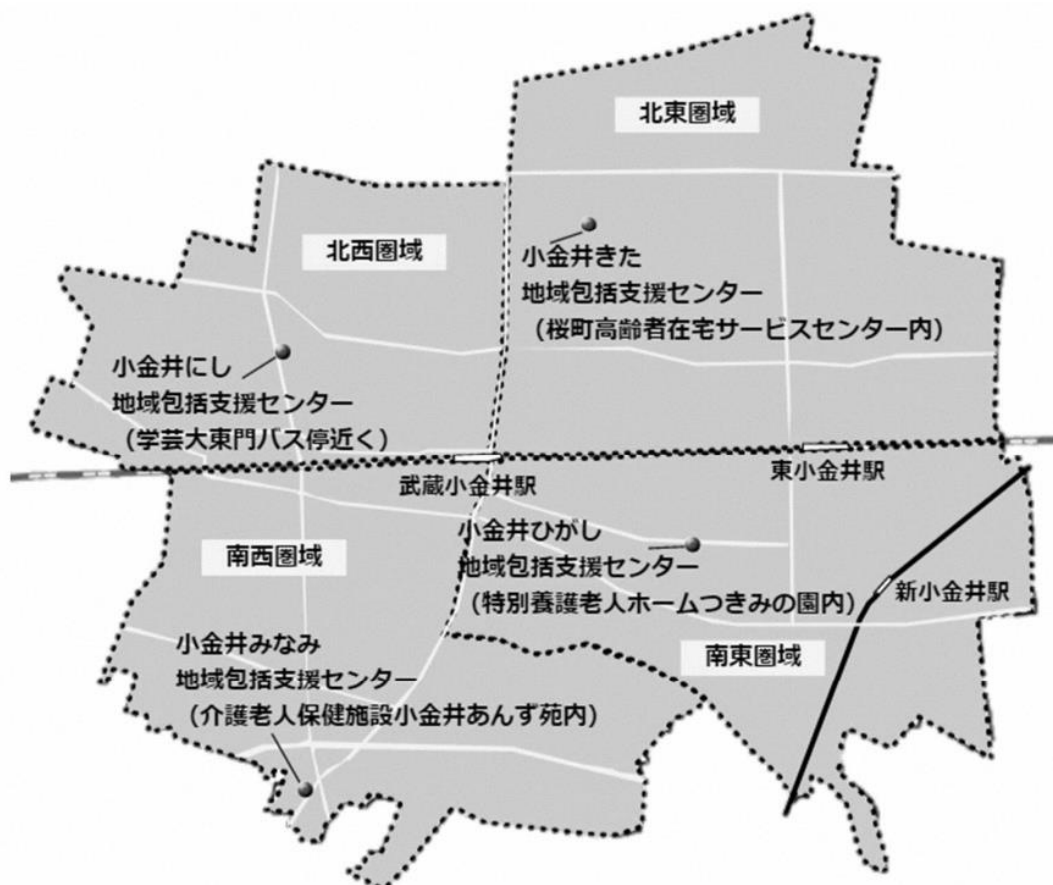 北東圏域
北西圏域
小金井きた
地域包括支援センター
（桜町高齢者在宅サービスセンター内）
小金井にし
地域包括支援センター
（学芸大東門バス停近く）
武蔵小金井駅
東小金井駅
南西圏域
小金井ひがし
地域包括支援センター
（特別養護老人ホームつきみの園内）
新小金井駅
南東圏域
小金井みなみ
地域包括支援センター
（介護老人保健施設小金井あんず苑内）